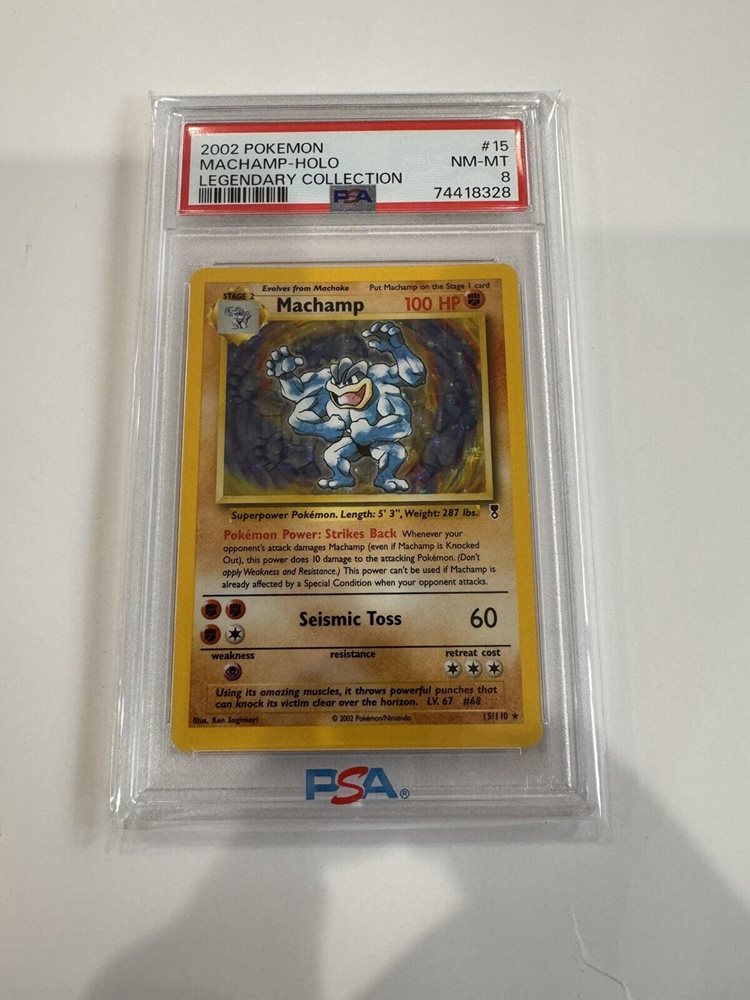 2002 POKEMON #15
MACHAMP-HOLO NM-MT
LEGENDARY COLLECTION 8
PSA 74418328
Evolves from Machoke Put Machamp on the Stage 1 card
STAGE 2 Machamp 100 HP
Superpower Pokémon. Length: 5' 3", Weight: 287 lbs.
Pokémon Power: Strikes Back Whenever your
opponent's attack damages Machamp (even if Machamp is Knocked
Out), this power does 10 damage to the attacking Pokémon. (Don't
apply Weakness and Resistance.) This power can't be used if Machamp is
already affected by a Special Condition when your opponent attacks.
Seismic Toss 60
weakness resistance retreat cost
Using its amazing muscles, it throws powerful punches that
can knock its victim clear over the horizon. LV. 67 #68
Illus. Ken Sugimori © 2002 Pokémon/Nintendo 15/110 ★
PSA®